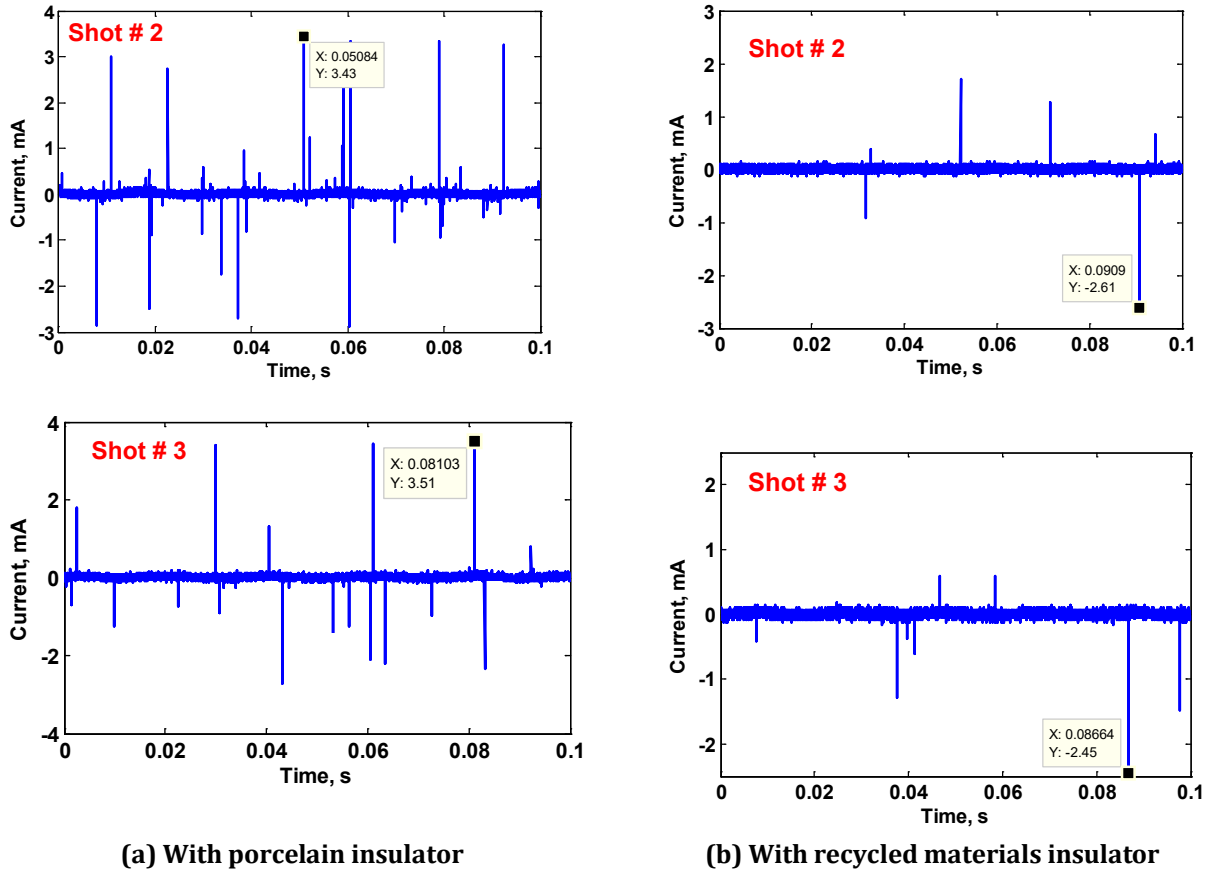 Shot # 2
X: 0.05084
Y: 3.43
Current, mA
4
3
2
1
0
-1
-2
-3
0 0.02 0.04 0.06 0.08 0.1
Time, s
Shot # 2
X: 0.0909
Y: -2.61
Current, mA
3
2
1
0
-1
-2
-3
0 0.02 0.04 0.06 0.08 0.1
Time, s
Shot # 3
X: 0.08103
Y: 3.51
Current, mA
4
2
0
-2
-4
0 0.02 0.04 0.06 0.08 0.1
Time, s
Shot # 3
X: 0.08664
Y: -2.45
Current, mA
2
1
0
-1
-2
0 0.02 0.04 0.06 0.08 0.1
Time, s
(a) With porcelain insulator
(b) With recycled materials insulator